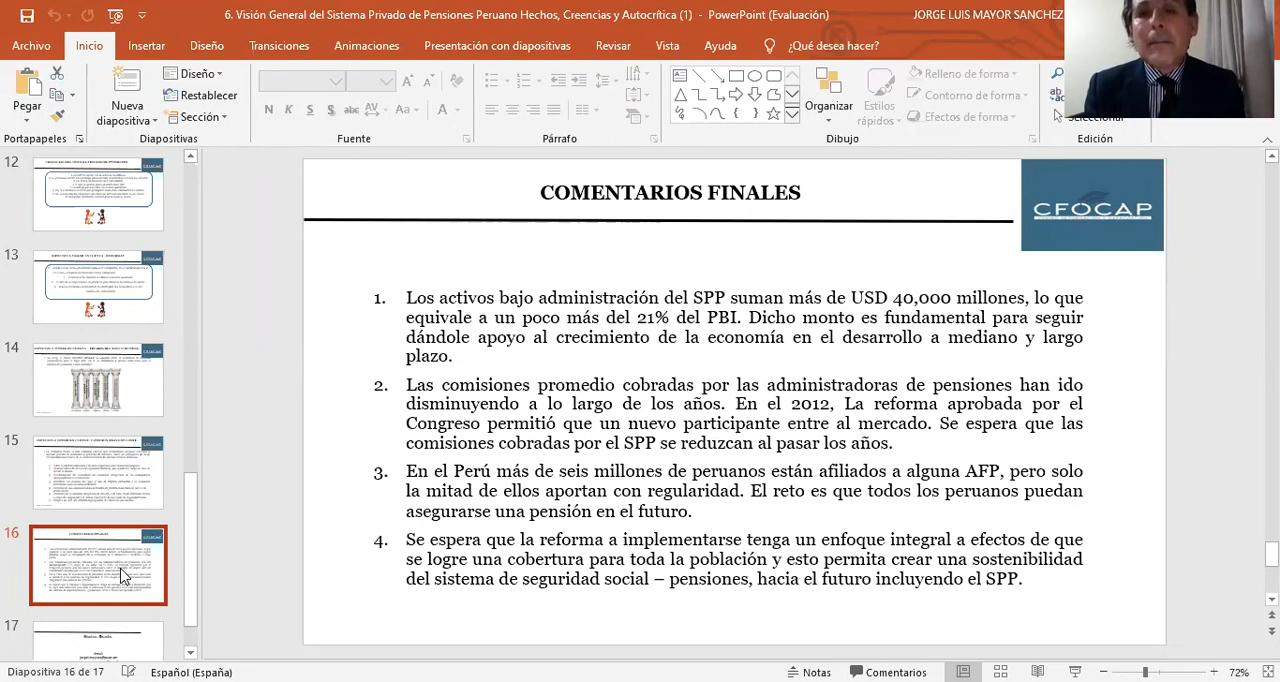 6. Visión General del Sistema Privado de Pensiones Peruano Hechos, Creencias y Autocrítica (1) - PowerPoint (Evaluación)
JORGE LUIS MAYOR SANCHEZ
Archivo Inicio Insertar Diseño Transiciones Animaciones Presentación con diapositivas Revisar Vista Ayuda ¿Qué desea hacer?
Pegar
Nueva diapositiva
Diseño
Restablecer
Sección
N K S S abc AV Aa A
Organizar
Estilos rápidos
Relleno de forma
Contorno de forma
Efectos de forma
Portapapeles Diapositivas Fuente Párrafo Dibujo Edición
12
13
14
15
16
17
COMENTARIOS FINALES
CFOCAP
1. Los activos bajo administración del SPP suman más de USD 40,000 millones, lo que
equivale a un poco más del 21% del PBI. Dicho monto es fundamental para seguir
dándole apoyo al crecimiento de la economía en el desarrollo a mediano y largo
plazo.
2. Las comisiones promedio cobradas por las administradoras de pensiones han ido
disminuyendo a lo largo de los años. En el 2012, La reforma aprobada por el
Congreso permitió que un nuevo participante entre al mercado. Se espera que las
comisiones cobradas por el SPP se reduzcan al pasar los años.
3. En el Perú más de seis millones de peruanos están afiliados a alguna AFP, pero solo
la mitad de ellos aportan con regularidad. El reto es que todos los peruanos puedan
asegurarse una pensión en el futuro.
4. Se espera que la reforma a implementarse tenga un enfoque integral a efectos de que
se logre una solución para toda la población y eso permita crear una sostenibilidad
del sistema de seguridad social – pensiones, hacia el futuro incluyendo el SPP.
Diapositiva 16 de 17 Español (España) Notas Comentarios 72%